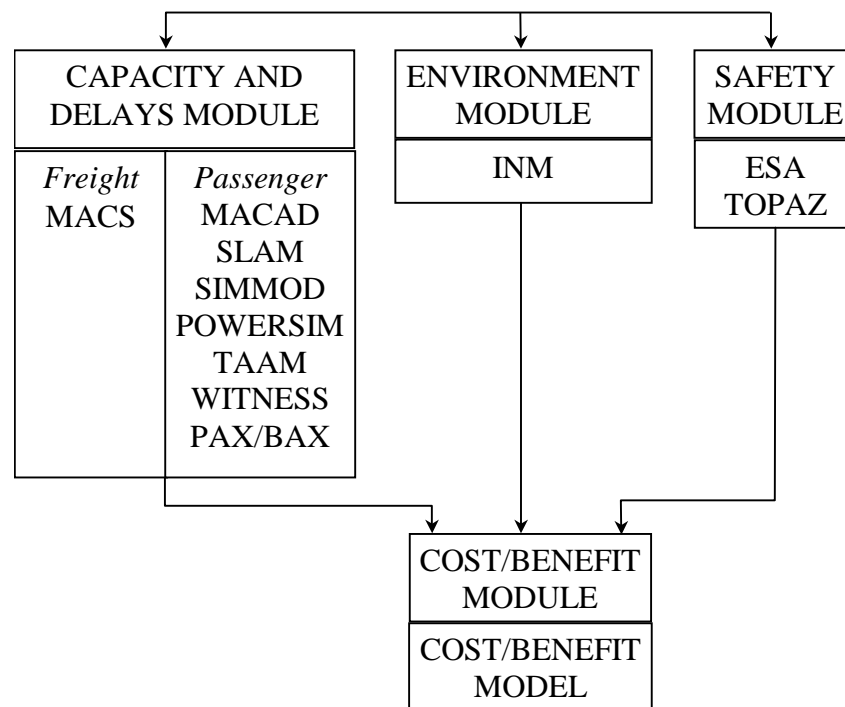 CAPACITY AND
DELAYS MODULE
Freight
MACS
Passenger
MACAD
SLAM
SIMMOD
POWERSIM
TAAM
WITNESS
PAX/BAX
ENVIRONMENT
MODULE
INM
SAFETY
MODULE
ESA
TOPAZ
COST/BENEFIT
MODULE
COST/BENEFIT
MODEL